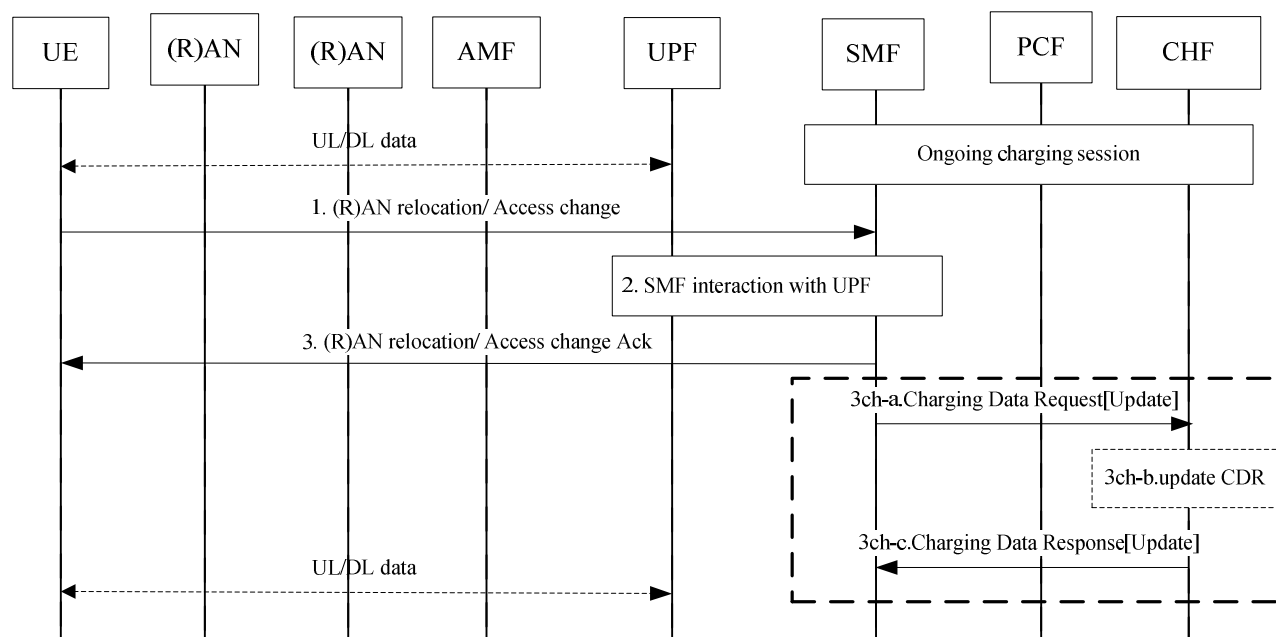 UE
(R)AN
(R)AN
AMF
UPF
SMF
PCF
CHF
UL/DL data
Ongoing charging session
1. (R)AN relocation/ Access change
2. SMF interaction with UPF
3. (R)AN relocation/ Access change Ack
3ch-a.Charging Data Request[Update]
3ch-b.update CDR
3ch-c.Charging Data Response[Update]
UL/DL data